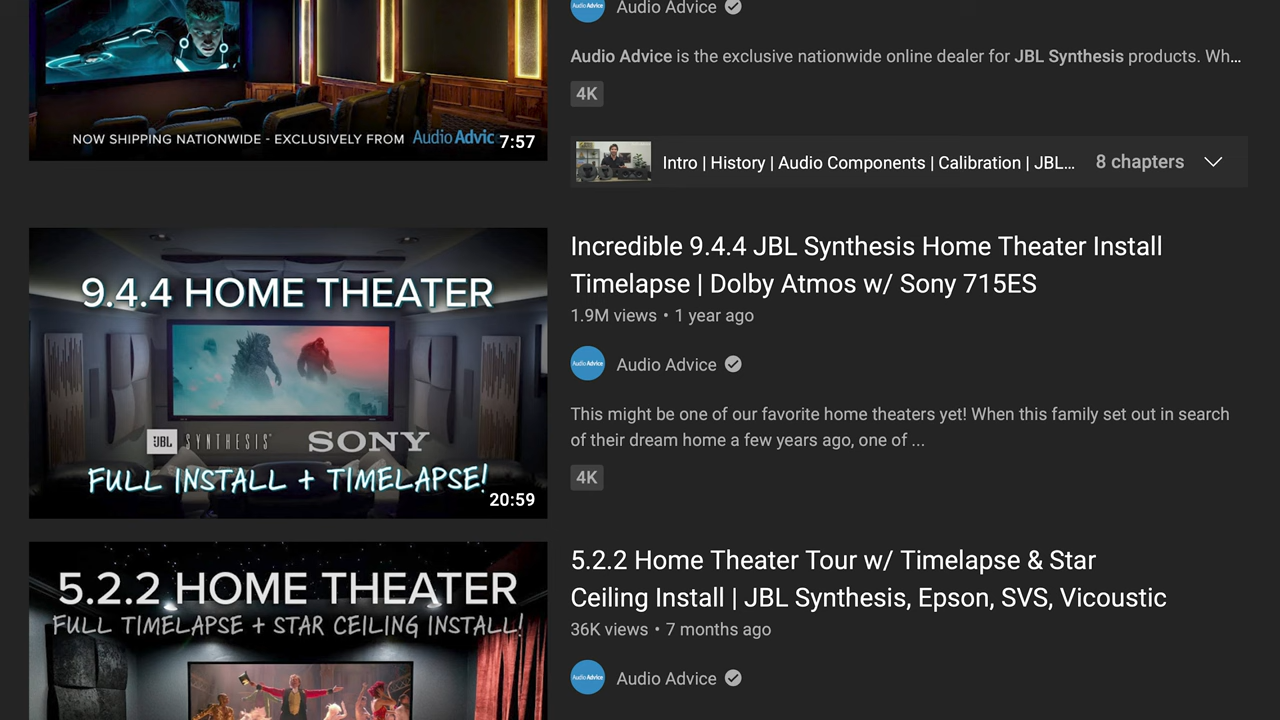 Audio Advice
Audio Advice is the exclusive nationwide online dealer for JBL Synthesis products. Wh...
4K
NOW SHIPPING NATIONWIDE - EXCLUSIVELY FROM AudioAdvic
7:57
Intro | History | Audio Components | Calibration | JBL...
8 chapters
9.4.4 HOME THEATER
JBL SYNTHESIS SONY
FULL INSTALL + TIMELAPSE!
20:59
Incredible 9.4.4 JBL Synthesis Home Theater Install
Timelapse | Dolby Atmos w/ Sony 715ES
1.9M views • 1 year ago
AudioAdvice
Audio Advice
This might be one of our favorite home theaters yet! When this family set out in search
of their dream home a few years ago, one of ...
4K
5.2.2 HOME THEATER
FULL TIMELAPSE + STAR CEILING INSTALL!
5.2.2 Home Theater Tour w/ Timelapse & Star
Ceiling Install | JBL Synthesis, Epson, SVS, Vicoustic
36K views • 7 months ago
AudioAdvice
Audio Advice